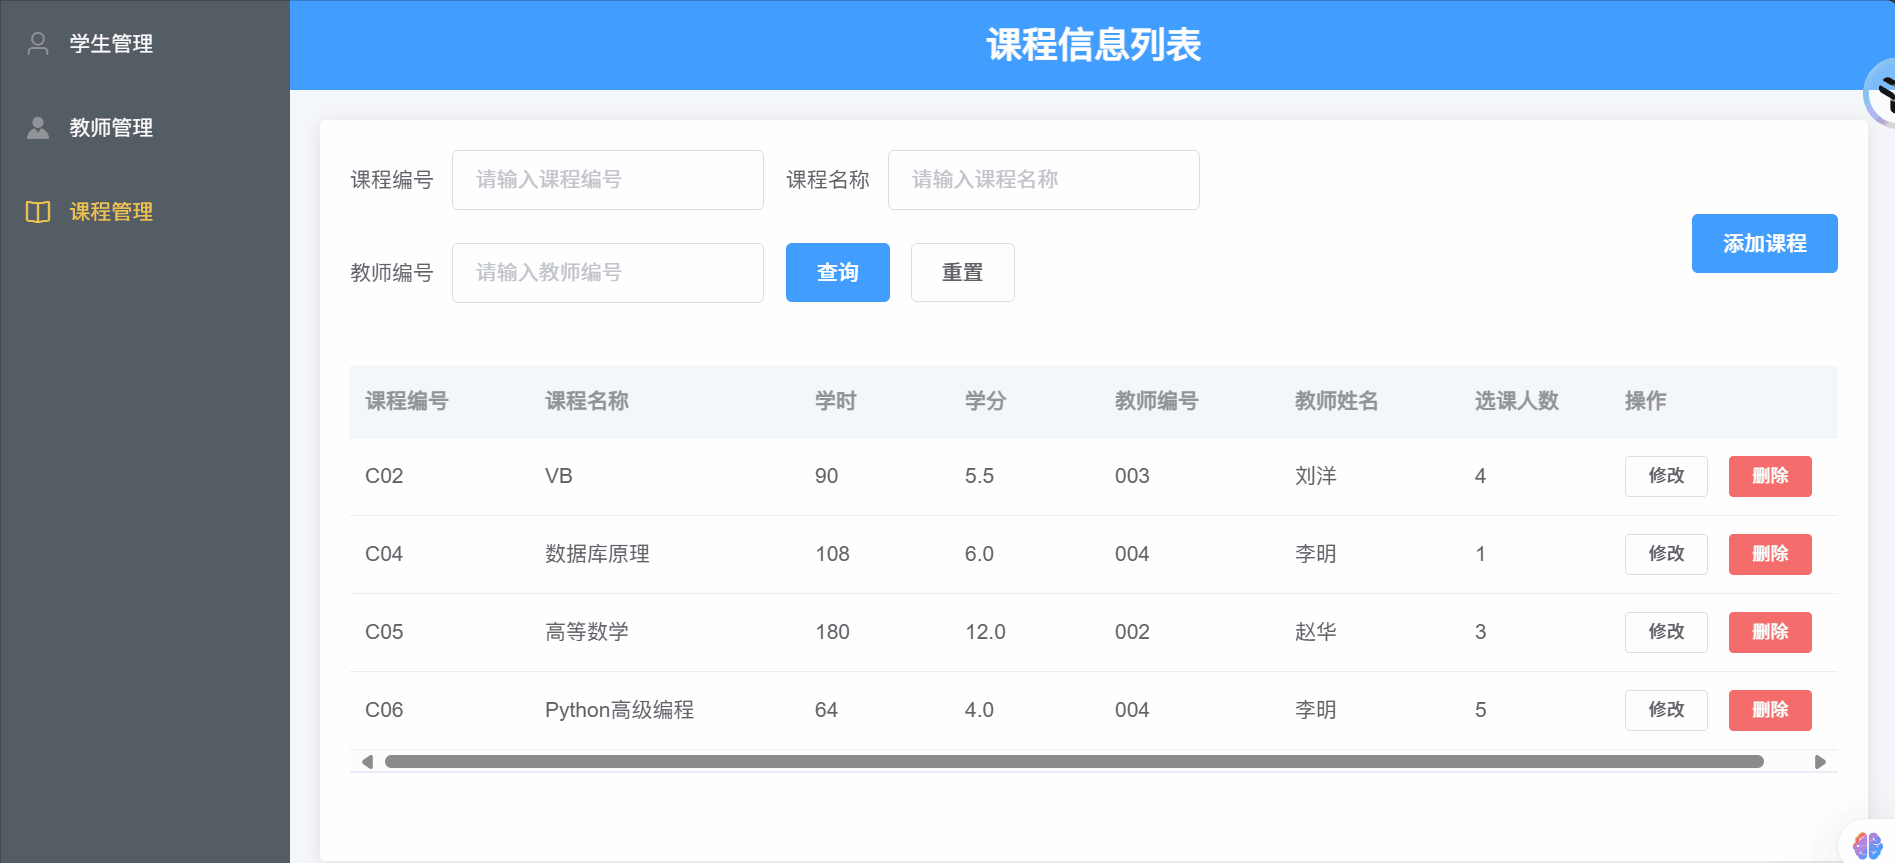 学生管理
教师管理
课程管理
课程信息列表
课程编号 请输入课程编号 课程名称 请输入课程名称
添加课程
教师编号 请输入教师编号 查询 重置
课程编号 课程名称 学时 学分 教师编号 教师姓名 选课人数 操作
C02 VB 90 5.5 003 刘洋 4 修改 删除
C04 数据库原理 108 6.0 004 李明 1 修改 删除
C05 高等数学 180 12.0 002 赵华 3 修改 删除
C06 Python高级编程 64 4.0 004 李明 5 修改 删除